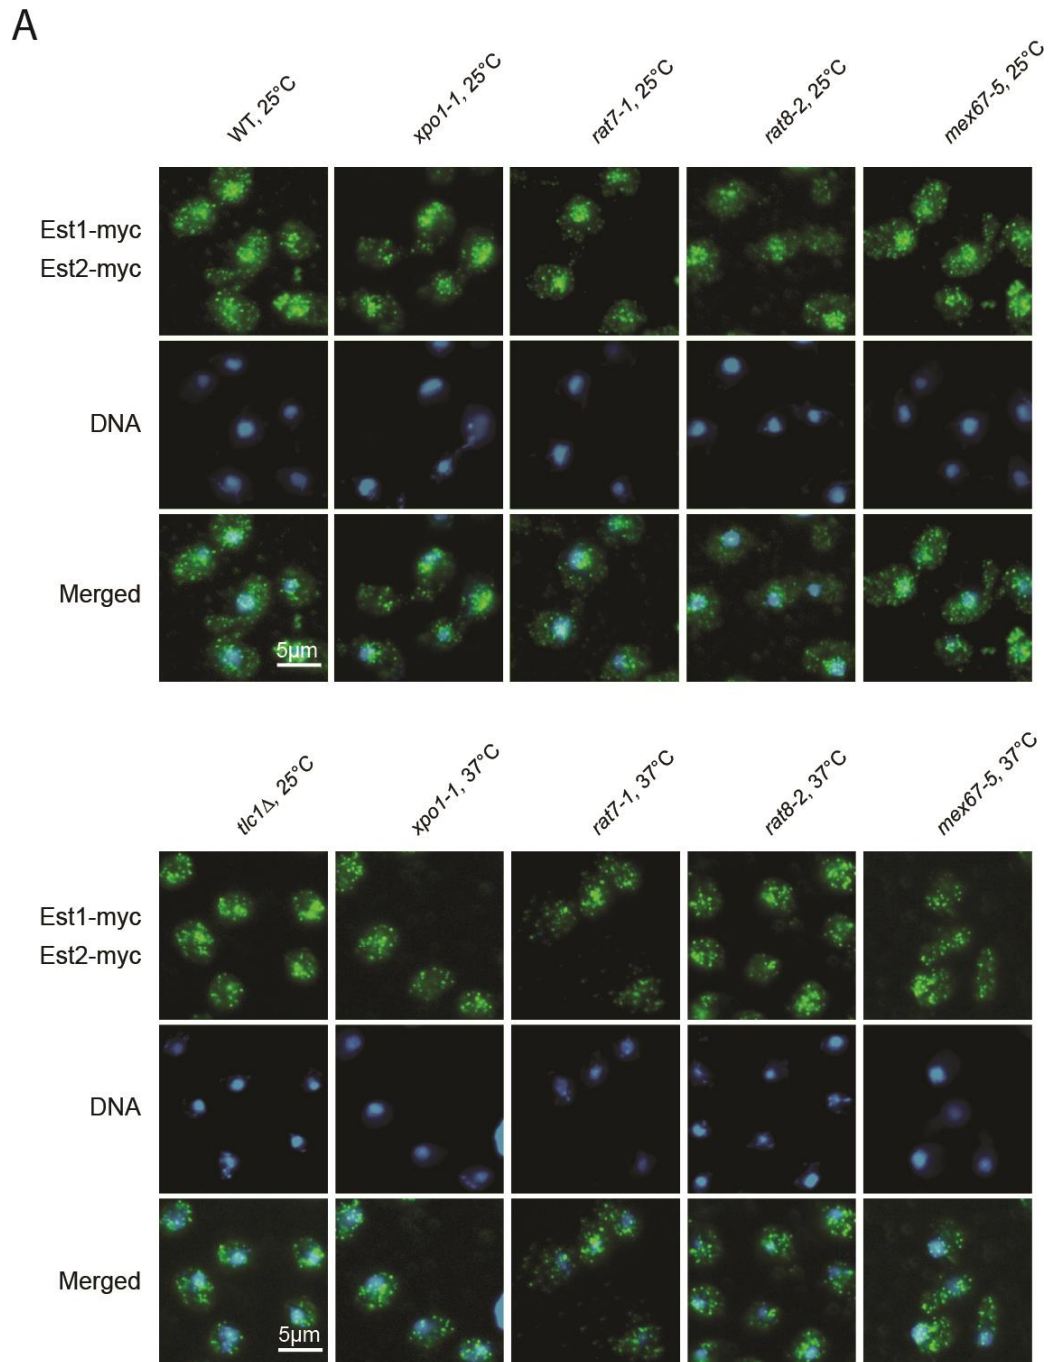 A
WT, 25°C
xpo1-1, 25°C
rat7-1, 25°C
rat8-2, 25°C
mex67-5, 25°C
Est1-myc
Est2-myc
DNA
Merged
5µm
tlc1Δ, 25°C
xpo1-1, 37°C
rat7-1, 37°C
rat8-2, 37°C
mex67-5, 37°C
Est1-myc
Est2-myc
DNA
Merged
5µm